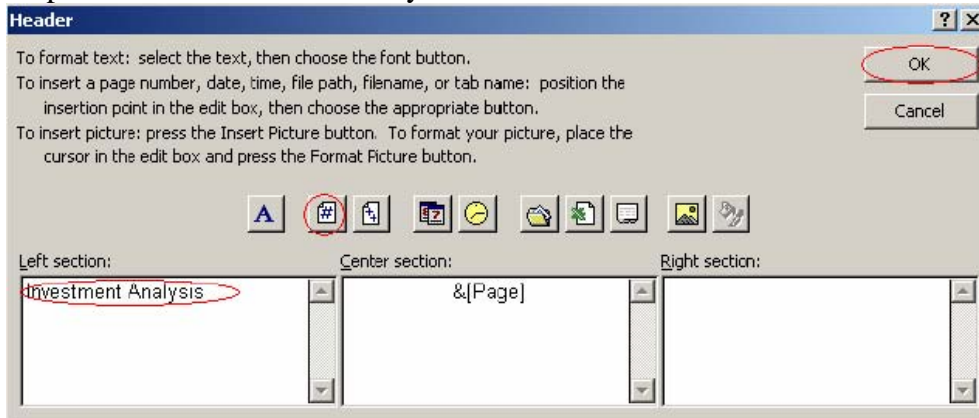 Header
To format text: select the text, then choose the font button.
To insert a page number, date, time, file path, filename, or tab name: position the
insertion point in the edit box, then choose the appropriate button.
To insert picture: press the Insert Picture button. To format your picture, place the
cursor in the edit box and press the Format Picture button.
OK
Cancel
A
Left section:
Center section:
Right section:
Investment Analysis
&[Page]